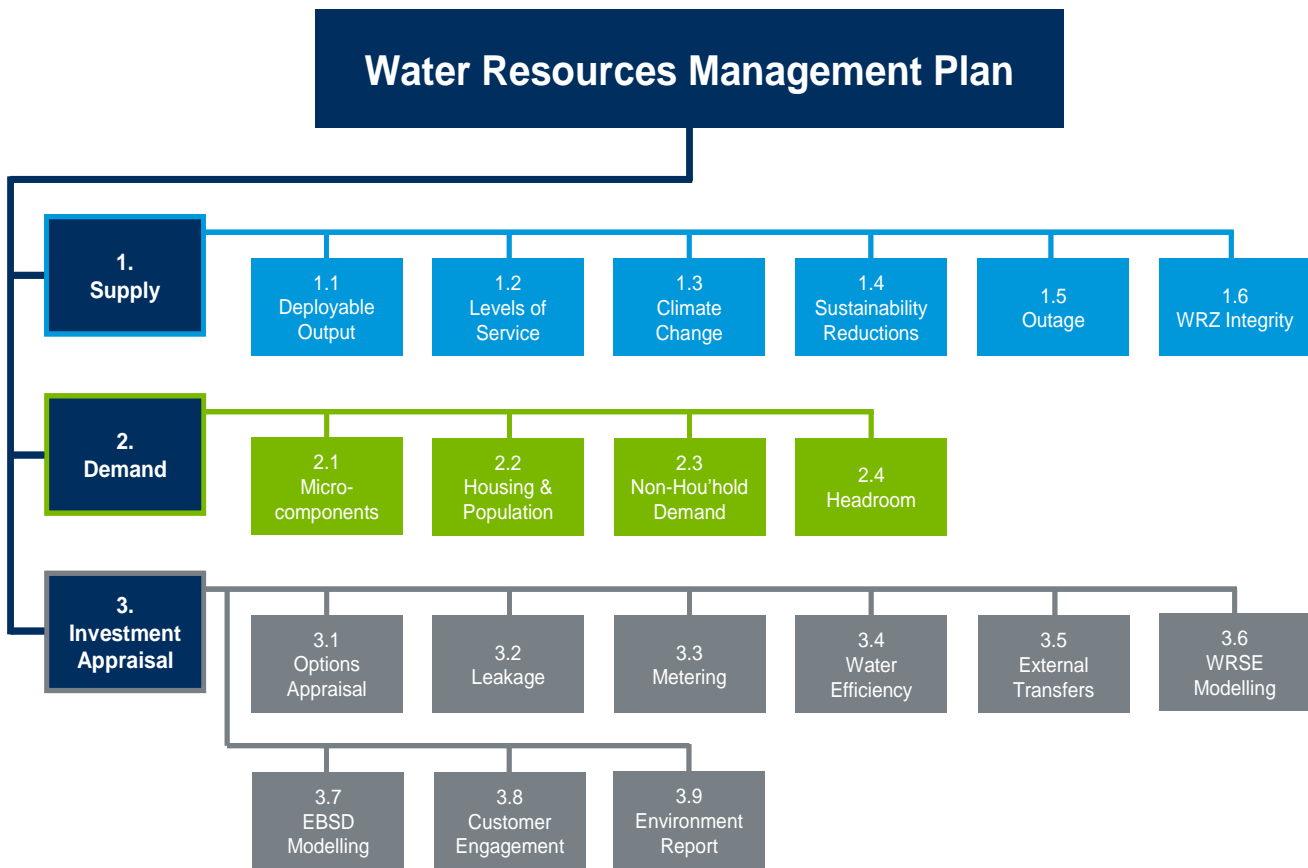 Water Resources Management Plan
1.
Supply
1.1
Deployable
Output
1.2
Levels of
Service
1.3
Climate
Change
1.4
Sustainability
Reductions
1.5
Outage
1.6
WRZ Integrity
2.
Demand
2.1
Micro-
components
2.2
Housing &
Population
2.3
Non-Hou'hold
Demand
2.4
Headroom
3.
Investment
Appraisal
3.1
Options
Appraisal
3.2
Leakage
3.3
Metering
3.4
Water
Efficiency
3.5
External
Transfers
3.6
WRSE
Modelling
3.7
EBSD
Modelling
3.8
Customer
Engagement
3.9
Environment
Report